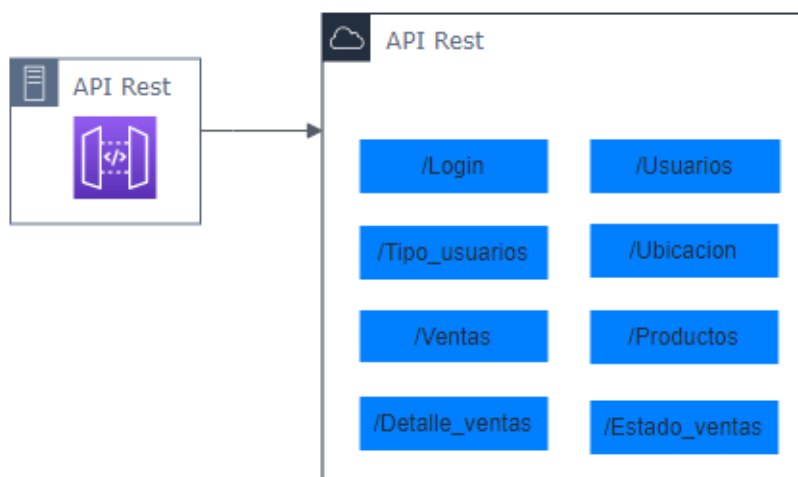 API Rest
API Rest
</>
/Login
/Usuarios
/Tipo_usuarios
/Ubicacion
/Ventas
/Productos
/Detalle_ventas
/Estado_ventas